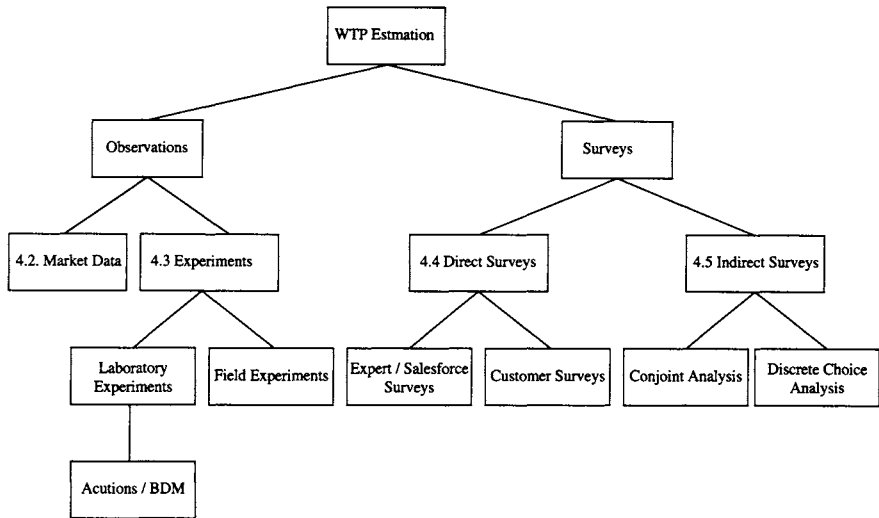 WTP Estmation
Observations
Surveys
4.2. Market Data
4.3 Experiments
4.4 Direct Surveys
4.5 Indirect Surveys
Laboratory
Experiments
Field Experiments
Expert / Salesforce
Surveys
Customer Surveys
Conjoint Analysis
Discrete Choice
Analysis
Acutions / BDM